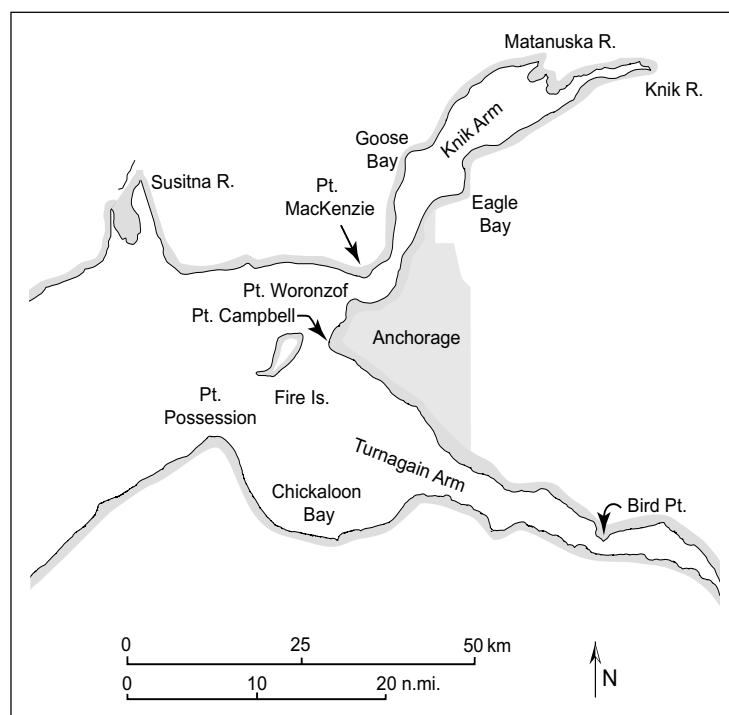 Matanuska R.
Knik R.
Knik Arm
Goose
Bay
Susitna R.
Pt.
MacKenzie
Eagle
Bay
Pt. Woronzof
Pt. Campbell
Anchorage
Fire Is.
Pt.
Possession
Turnagain Arm
Chickaloon
Bay
Bird Pt.
0 25 50 km
0 10 20 n.mi.
N